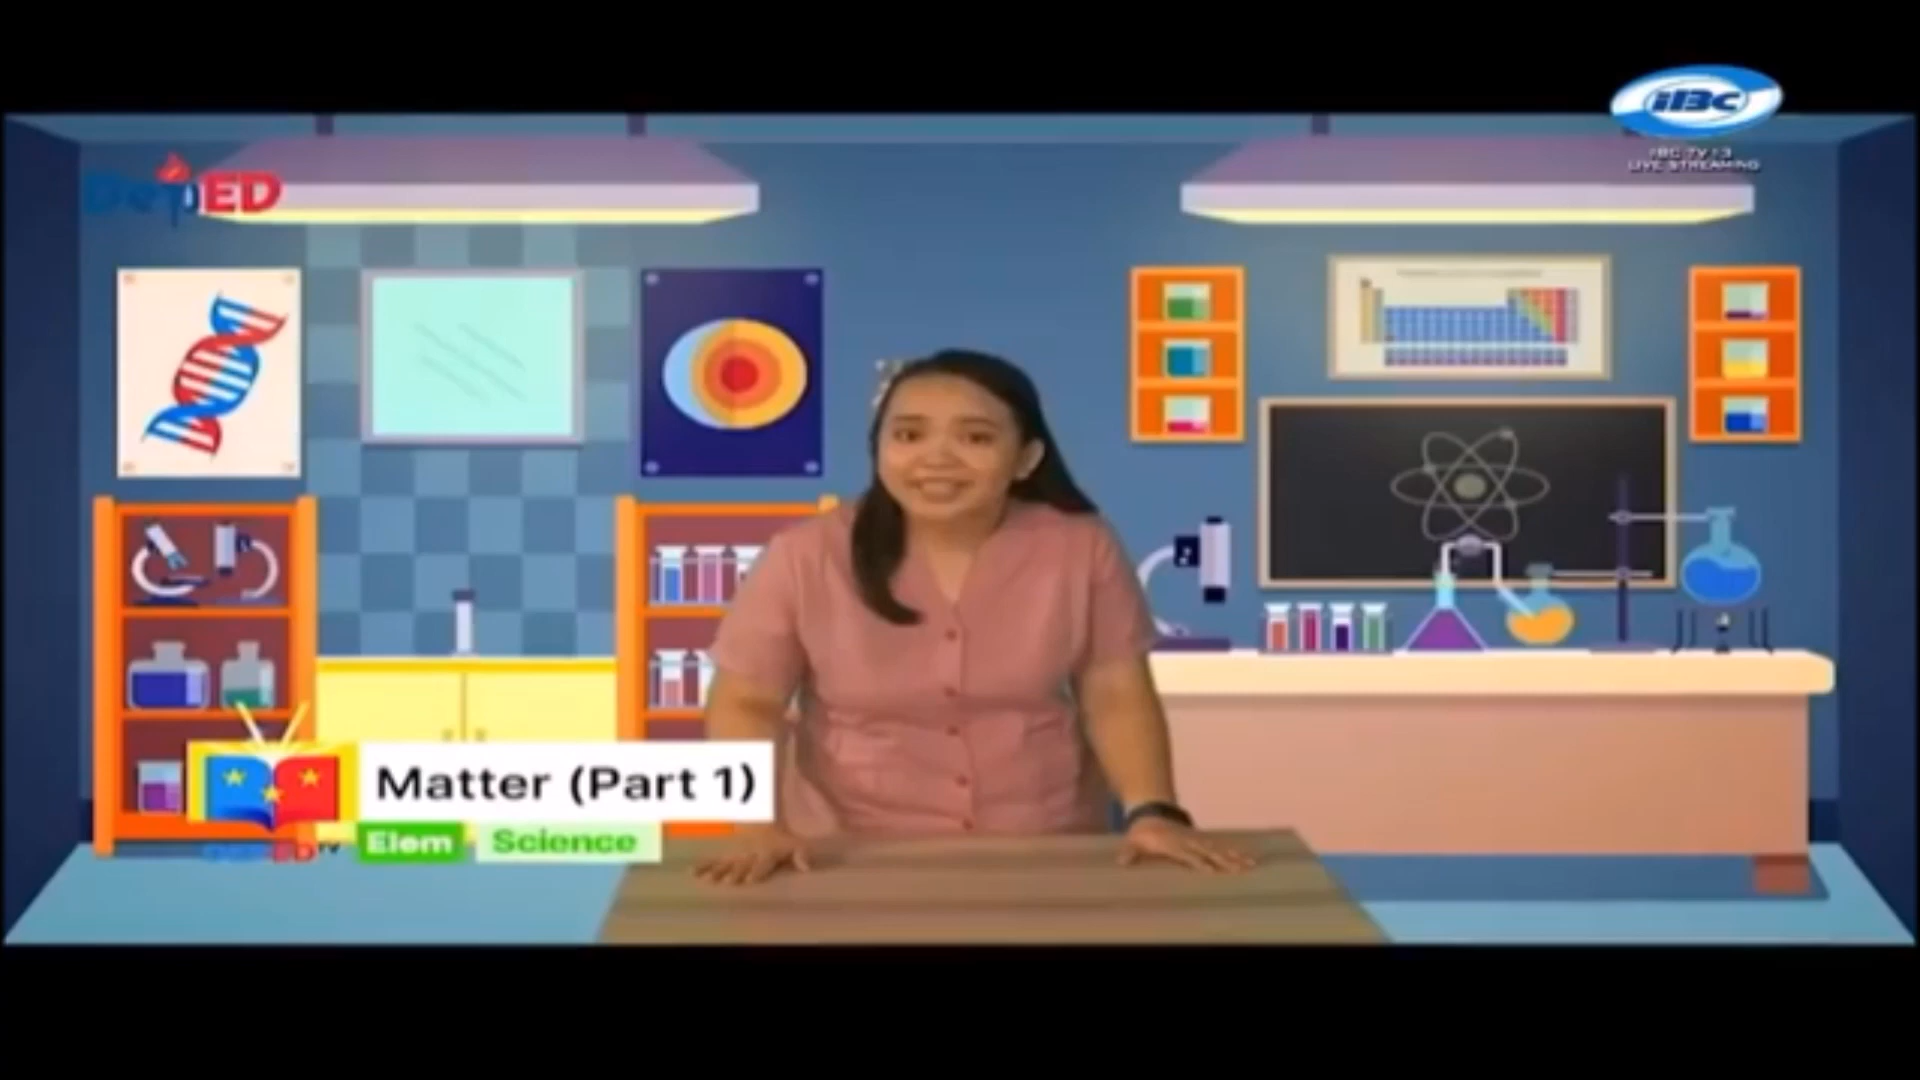 iBC
IBC TV 13
LIVE STREAMING
DepED
Matter (Part 1)
Elem Science